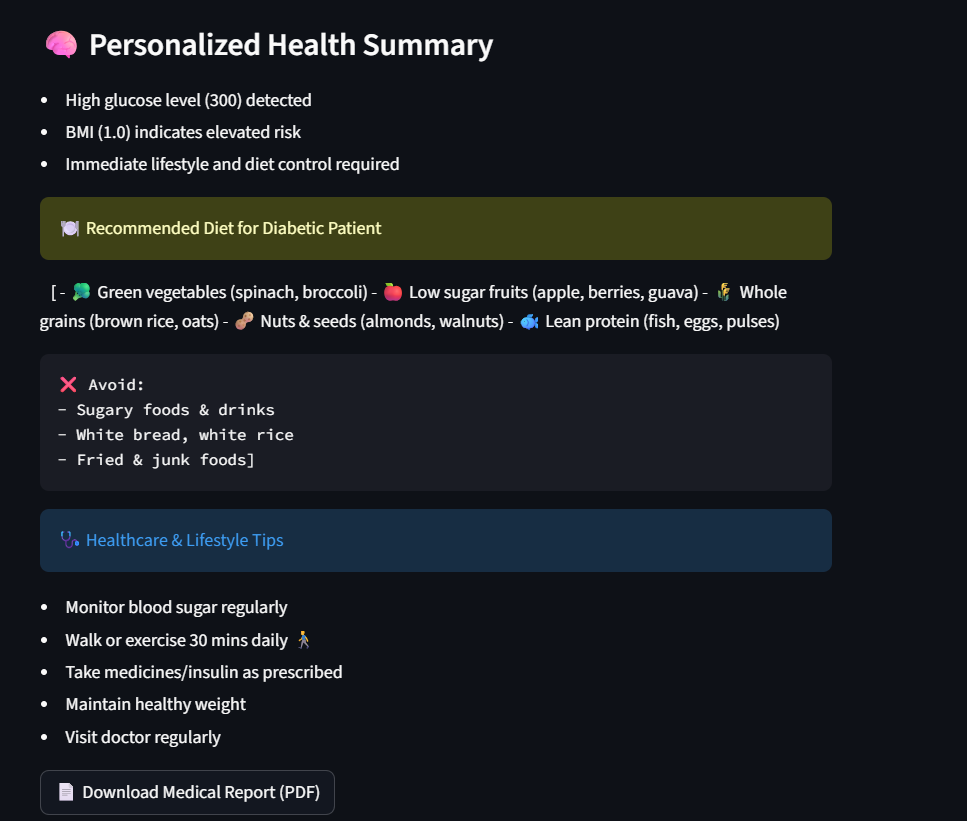 🧠 Personalized Health Summary
• High glucose level (300) detected
• BMI (1.0) indicates elevated risk
• Immediate lifestyle and diet control required
🍽️ Recommended Diet for Diabetic Patient
[ - 🥦 Green vegetables (spinach, broccoli) - 🍎 Low sugar fruits (apple, berries, guava) - 🌾 Whole
grains (brown rice, oats) - 🥜 Nuts & seeds (almonds, walnuts) - 🐟 Lean protein (fish, eggs, pulses)
❌ Avoid:
- Sugary foods & drinks
- White bread, white rice
- Fried & junk foods]
🩺 Healthcare & Lifestyle Tips
• Monitor blood sugar regularly
• Walk or exercise 30 mins daily 🚶‍♂️
• Take medicines/insulin as prescribed
• Maintain healthy weight
• Visit doctor regularly
📄 Download Medical Report (PDF)